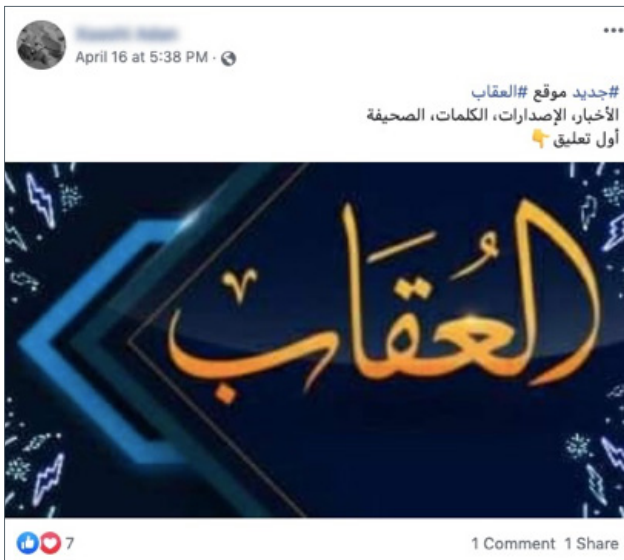 April 16 at 5:38 PM ·
#جديد موقع #العقاب
الأخبار، الإصدارات، الكلمات، الصحيفة
أول تعليق👇
العُقاب
7
1 Comment 1 Share